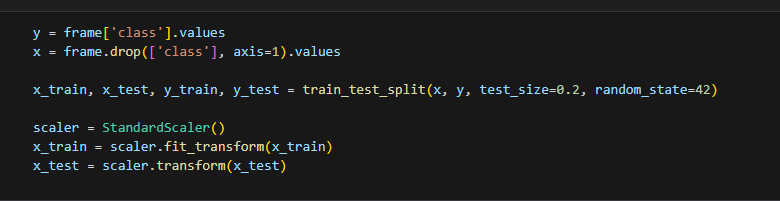 y = frame['class'].values
x = frame.drop(['class'], axis=1).values
x_train, x_test, y_train, y_test = train_test_split(x, y, test_size=0.2, random_state=42)
scaler = StandardScaler()
x_train = scaler.fit_transform(x_train)
x_test = scaler.transform(x_test)